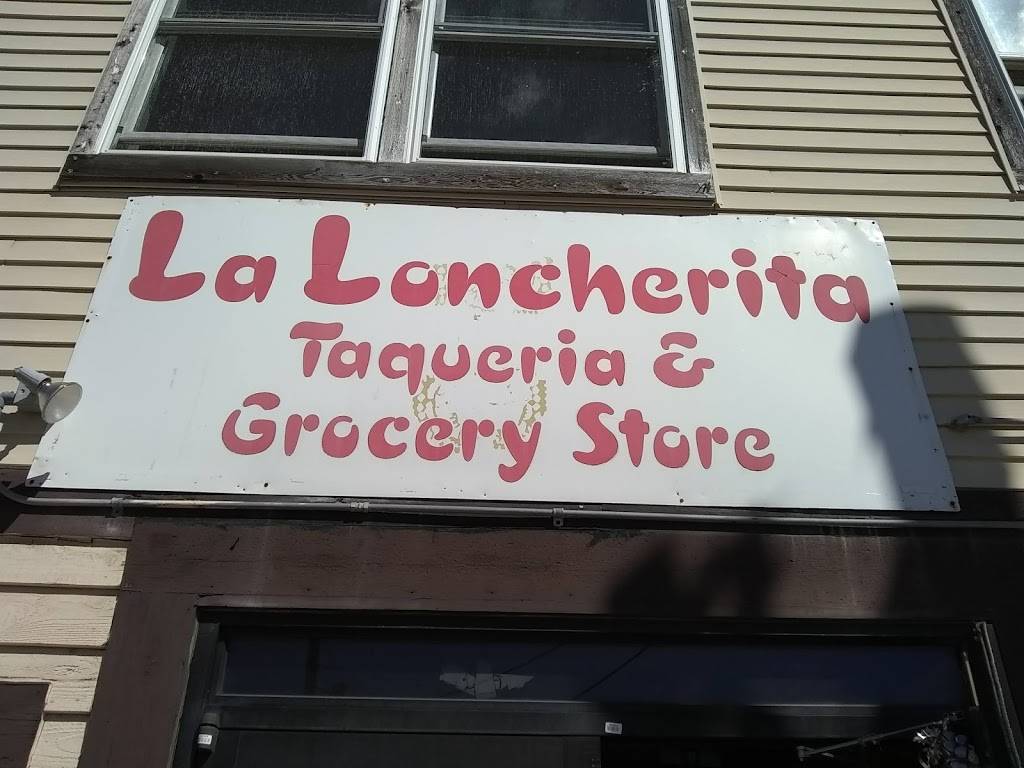 La Loncherita
Taqueria &
Grocery Store